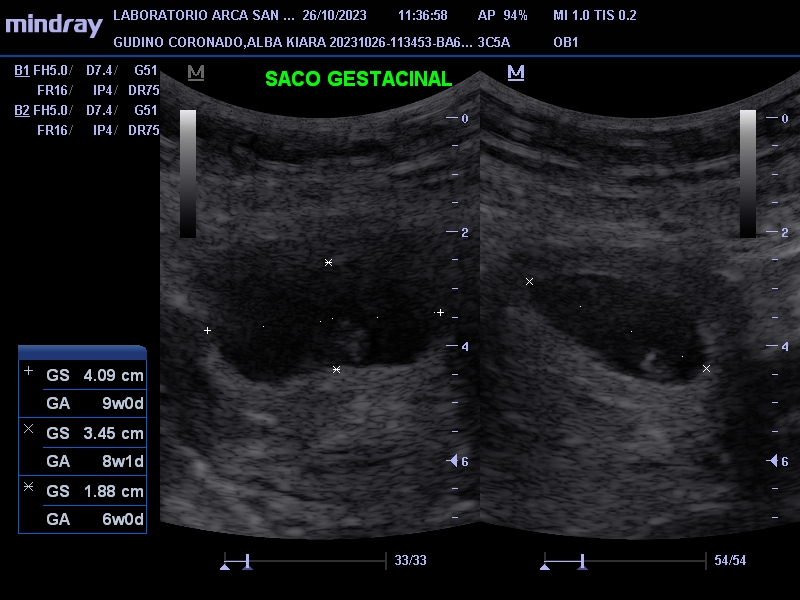 mindray
LABORATORIO ARCA SAN ... 26/10/2023 11:36:58 AP 94% MI 1.0 TIS 0.2
GUDINO CORONADO,ALBA KIARA 20231026-113453-BA6... 3C5A OB1
B1 FH5.0/ D7.4/ G51
FR16/ IP4/ DR75
B2 FH5.0/ D7.4/ G51
FR16/ IP4/ DR75
M
SACO GESTACINAL
M
0
2
4
6
0
2
4
6
+ GS 4.09 cm
GA 9w0d
× GS 3.45 cm
GA 8w1d
* GS 1.88 cm
GA 6w0d
33/33
54/54